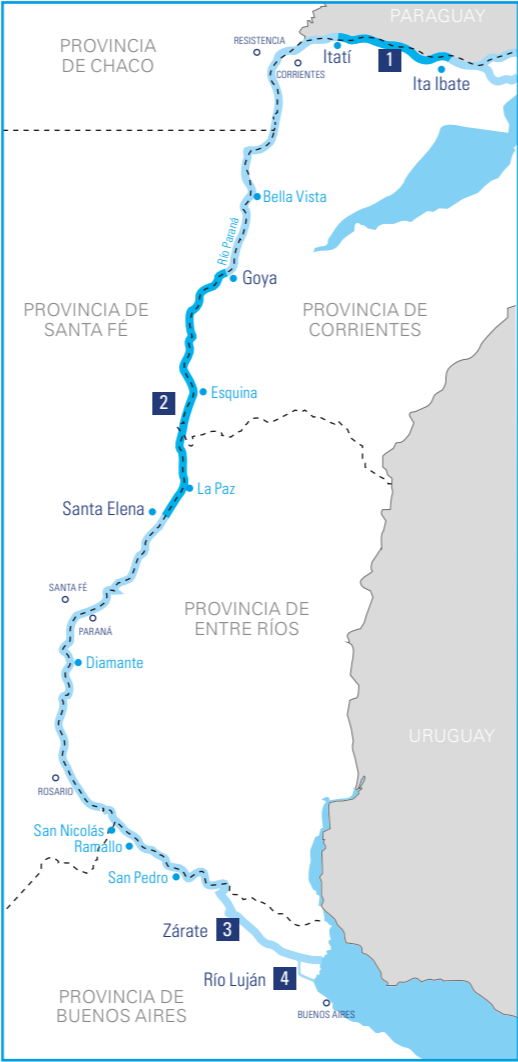 PARAGUAY
PROVINCIA
DE CHACO
RESISTENCIA
CORRIENTES
Itatí
1
Ita Ibate
Bella Vista
Río Paraná
Goya
PROVINCIA DE
SANTA FÉ
PROVINCIA DE
CORRIENTES
Esquina
2
La Paz
Santa Elena
SANTA FÉ
PARANÁ
PROVINCIA DE
ENTRE RÍOS
Diamante
URUGUAY
ROSARIO
San Nicolás
Ramallo
San Pedro
Zárate 3
Río Luján 4
PROVINCIA DE
BUENOS AIRES
BUENOS AIRES